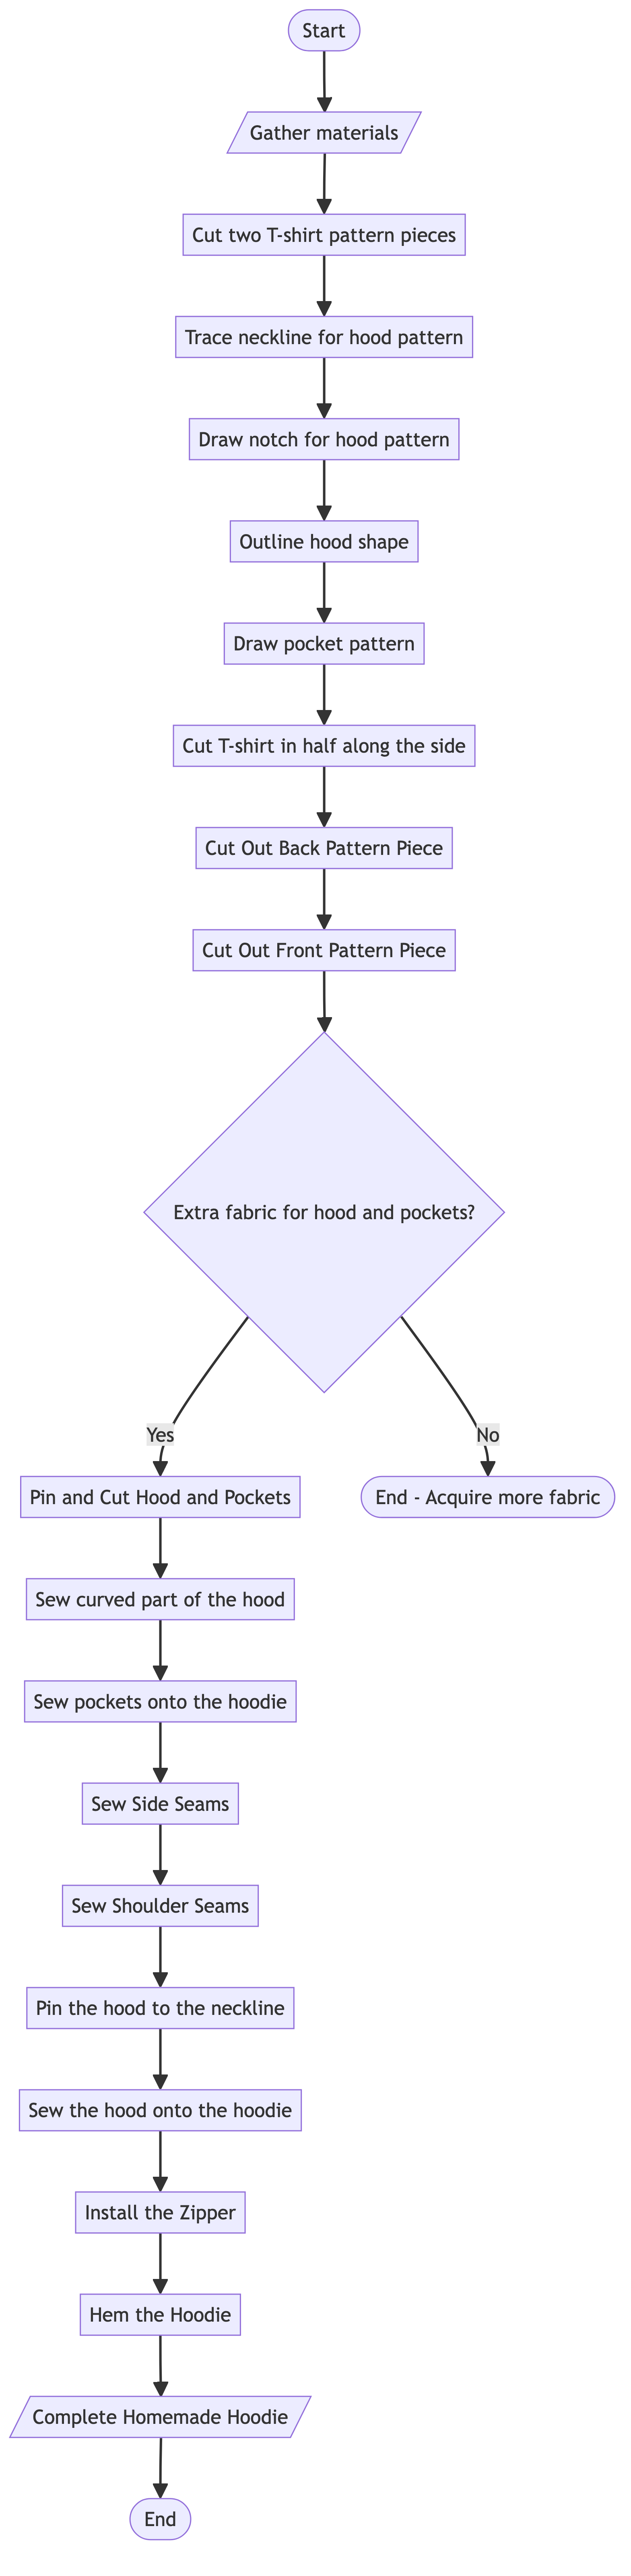 Start
Gather materials
Cut two T-shirt pattern pieces
Trace neckline for hood pattern
Draw notch for hood pattern
Outline hood shape
Draw pocket pattern
Cut T-shirt in half along the side
Cut Out Back Pattern Piece
Cut Out Front Pattern Piece
Extra fabric for hood and pockets?
Yes
No
Pin and Cut Hood and Pockets
End - Acquire more fabric
Sew curved part of the hood
Sew pockets onto the hoodie
Sew Side Seams
Sew Shoulder Seams
Pin the hood to the neckline
Sew the hood onto the hoodie
Install the Zipper
Hem the Hoodie
Complete Homemade Hoodie
End